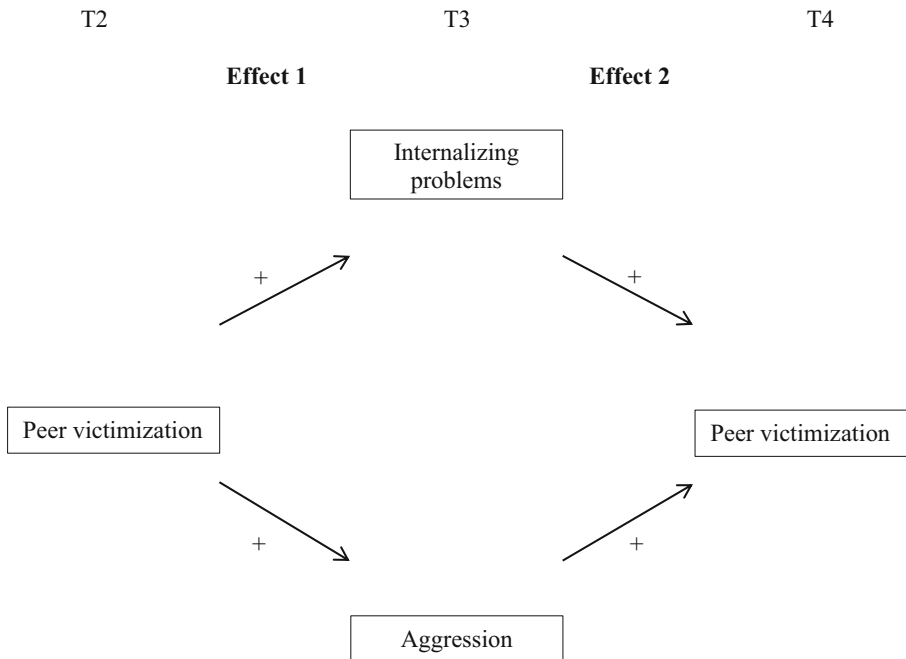 T2 T3 T4
Effect 1 Effect 2
Internalizing
problems
+ +
Peer victimization Peer victimization
+ +
Aggression